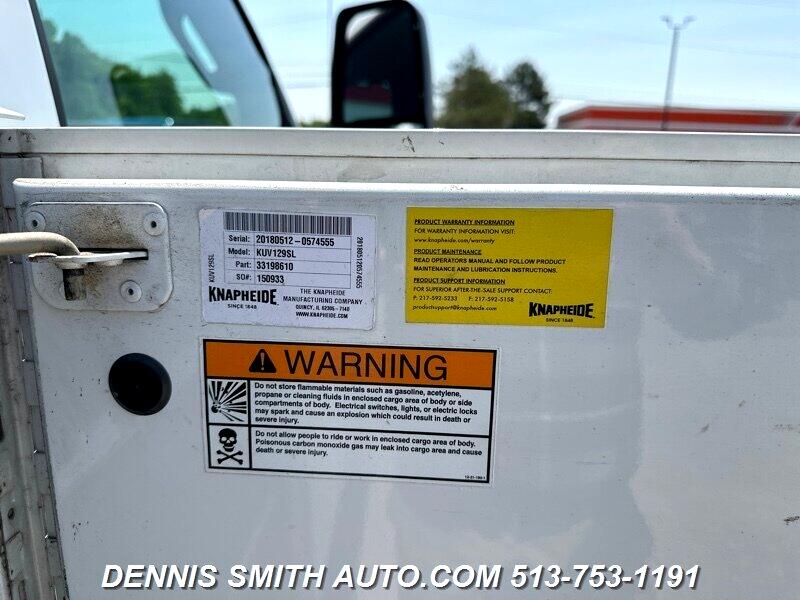 Serial: 20180512-0574555
Model: KUV129SL
Part: 33198610
SO#: 150933
KUV129SL
201805120574555
KNAPHEIDE
SINCE 1848
THE KNAPHEIDE
MANUFACTURING COMPANY
QUINCY, IL 62305-7140
WWW.KNAPHEIDE.COM
PRODUCT WARRANTY INFORMATION
FOR WARRANTY INFORMATION VISIT:
www.knapheide.com/warranty
PRODUCT MAINTENANCE
READ OPERATORS MANUAL AND FOLLOW PRODUCT
MAINTENANCE AND LUBRICATION INSTRUCTIONS.
PRODUCT SUPPORT INFORMATION
FOR SUPERIOR AFTER-THE-SALE SUPPORT CONTACT:
P: 217-592-5233 F: 217-592-5158
productsupport@knapheide.com
KNAPHEIDE
SINCE 1848
WARNING
Do not store flammable materials such as gasoline, acetylene,
propane or cleaning fluids in enclosed cargo area of body or side
compartments of body. Electrical switches, lights, or electric locks
may spark and cause an explosion which could result in death or
severe injury.
Do not allow people to ride or work in enclosed cargo area of body.
Poisonous carbon monoxide gas may leak into cargo area and cause
death or severe injury.
DENNIS SMITH AUTO.COM 513-753-1191